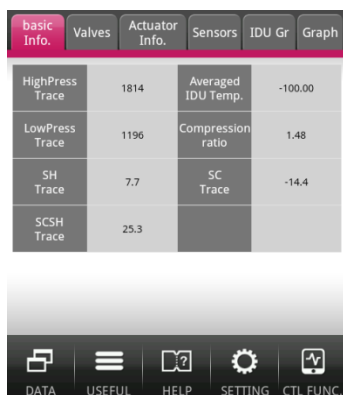 basic
Info.
Valves
Actuator
Info.
Sensors
IDU Gr
Graph
HighPress
Trace
1814
Averaged
IDU Temp.
-100.00
LowPress
Trace
1196
Compression
ratio
1.48
SH
Trace
7.7
SC
Trace
-14.4
SCSH
Trace
25.3
DATA
USEFUL
HELP
SETTING
CTL FUNC.